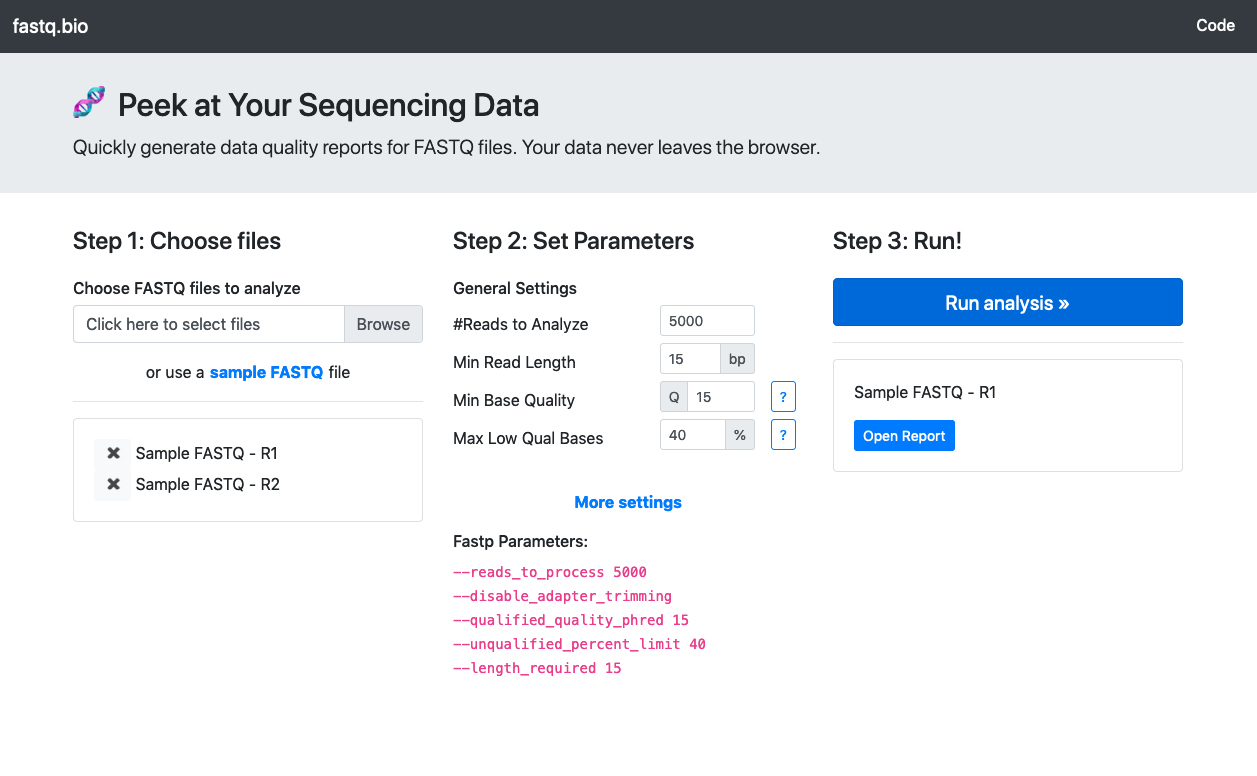 fastq.bio
Code
Peek at Your Sequencing Data
Quickly generate data quality reports for FASTQ files. Your data never leaves the browser.
Step 1: Choose files
Choose FASTQ files to analyze
Click here to select files Browse
or use a sample FASTQ file
✖ Sample FASTQ - R1
✖ Sample FASTQ - R2
Step 2: Set Parameters
General Settings
#Reads to Analyze 5000
Min Read Length 15 bp
Min Base Quality Q 15 ?
Max Low Qual Bases 40 % ?
More settings
Fastp Parameters:
--reads_to_process 5000
--disable_adapter_trimming
--qualified_quality_phred 15
--unqualified_percent_limit 40
--length_required 15
Step 3: Run!
Run analysis »
Sample FASTQ - R1
Open Report